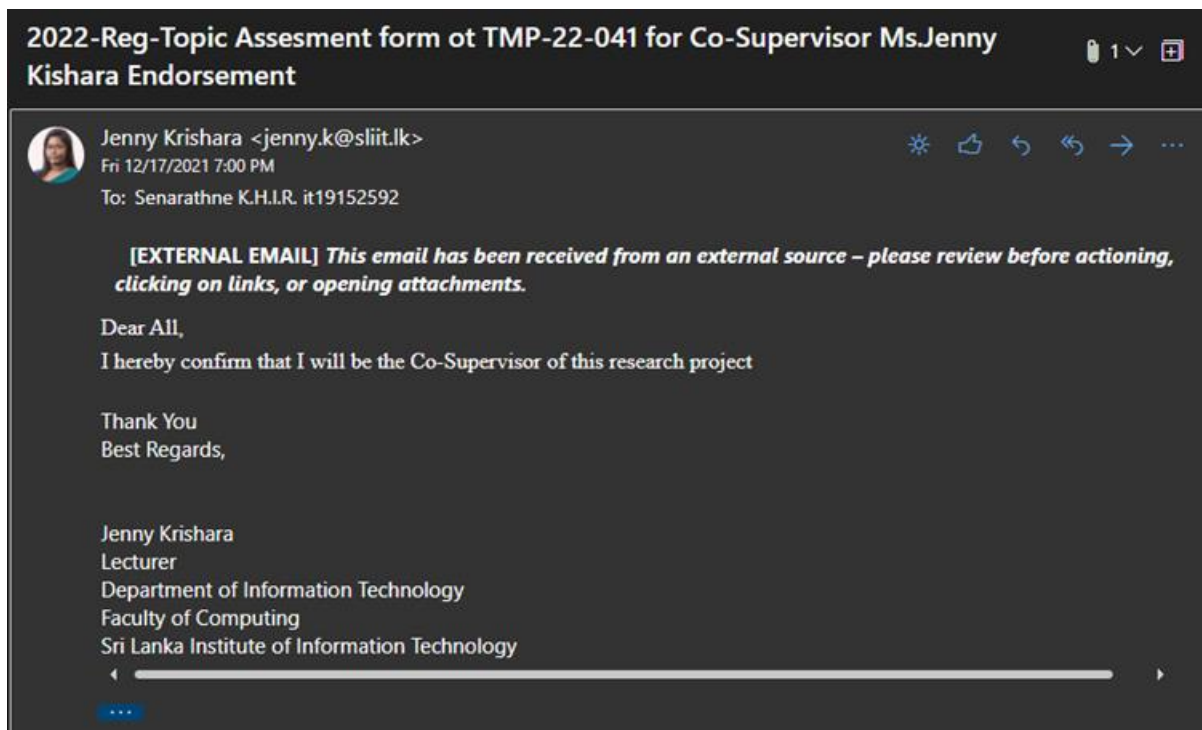 2022-Reg-Topic Assesment form ot TMP-22-041 for Co-Supervisor Ms.Jenny
Kishara Endorsement
1
Jenny Krishara <jenny.k@sliit.lk>
Fri 12/17/2021 7:00 PM
To: Senarathne K.H.I.R. it19152592
[EXTERNAL EMAIL] This email has been received from an external source – please review before actioning,
clicking on links, or opening attachments.
Dear All,
I hereby confirm that I will be the Co-Supervisor of this research project
Thank You
Best Regards,
Jenny Krishara
Lecturer
Department of Information Technology
Faculty of Computing
Sri Lanka Institute of Information Technology